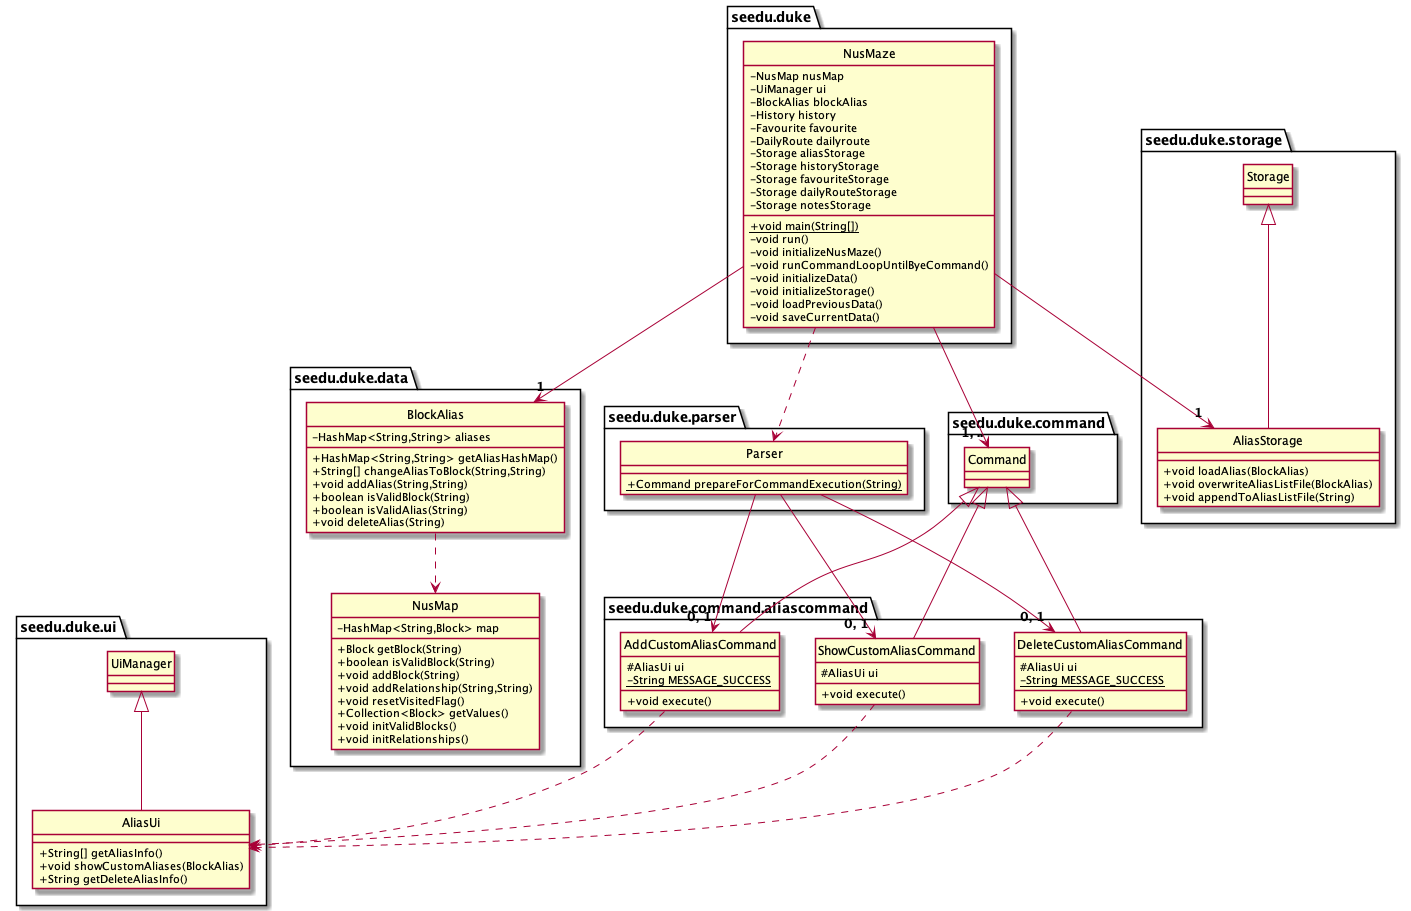 seedu.duke
NusMaze
-NusMap nusMap
-UiManager ui
-BlockAlias blockAlias
-History history
-Favourite favourite
-DailyRoute dailyroute
-Storage aliasStorage
-Storage historyStorage
-Storage favouriteStorage
-Storage dailyRouteStorage
-Storage notesStorage
+void main(String[])
-void run()
-void initializeNusMaze()
-void runCommandLoopUntilByeCommand()
-void initializeData()
-void initializeStorage()
-void loadPreviousData()
-void saveCurrentData()
seedu.duke.storage
Storage
1
AliasStorage
+void loadAlias(BlockAlias)
+void overwriteAliasListFile(BlockAlias)
+void appendToAliasListFile(String)
seedu.duke.data
1
BlockAlias
-HashMap<String,String> aliases
+HashMap<String,String> getAliasHashMap()
+String[] changeAliasToBlock(String,String)
+void addAlias(String,String)
+boolean isValidBlock(String)
+boolean isValidAlias(String)
+void deleteAlias(String)
NusMap
-HashMap<String,Block> map
+Block getBlock(String)
+boolean isValidBlock(String)
+void addBlock(String)
+void addRelationship(String,String)
+void resetVisitedFlag()
+Collection<Block> getValues()
+void initValidBlocks()
+void initRelationships()
seedu.duke.parser
Parser
+Command prepareForCommandExecution(String)
seedu.duke.command
1,
Command
seedu.duke.command.aliascommand
0, 1
0, 1
0, 1
AddCustomAliasCommand
#AliasUi ui
-String MESSAGE_SUCCESS
+void execute()
ShowCustomAliasCommand
#AliasUi ui
+void execute()
DeleteCustomAliasCommand
#AliasUi ui
-String MESSAGE_SUCCESS
+void execute()
seedu.duke.ui
UiManager
AliasUi
+String[] getAliasInfo()
+void showCustomAliases(BlockAlias)
+String getDeleteAliasInfo()